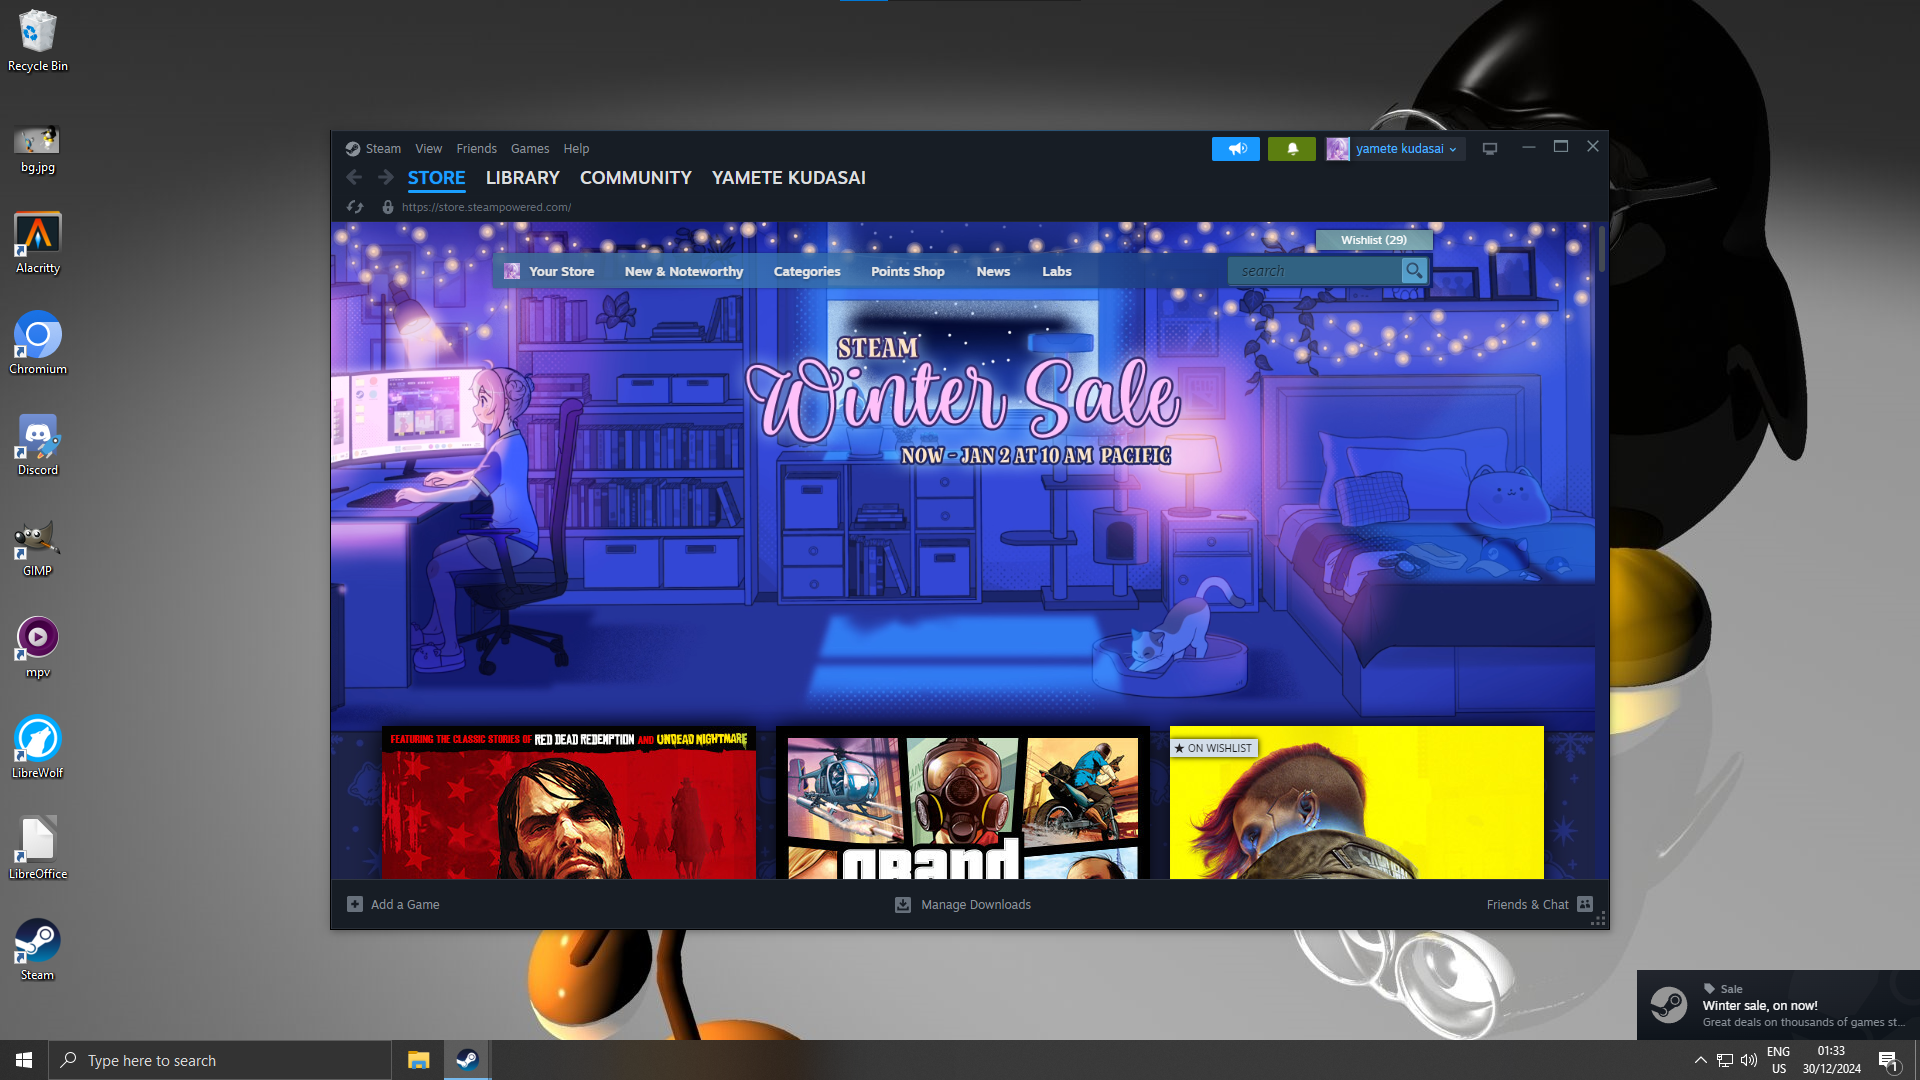 Recycle Bin
bg.jpg
Alacritty
Chromium
Discord
GIMP
mpv
LibreWolf
LibreOffice
Steam
Steam View Friends Games Help
yamete kudasai
STORE LIBRARY COMMUNITY YAMETE KUDASAI
https://store.steampowered.com/
Wishlist (29)
Your Store New & Noteworthy Categories Points Shop News Labs
search
STEAM
Winter Sale
NOW - JAN 2 AT 10 AM PACIFIC
FEATURING THE CLASSIC STORIES OF RED DEAD REDEMPTION AND UNDEAD NIGHTMARE
Grand
★ ON WISHLIST
Add a Game
Manage Downloads
Friends & Chat
Sale
Winter sale, on now!
Great deals on thousands of games st...
Type here to search
ENG
US
01:33
30/12/2024
1